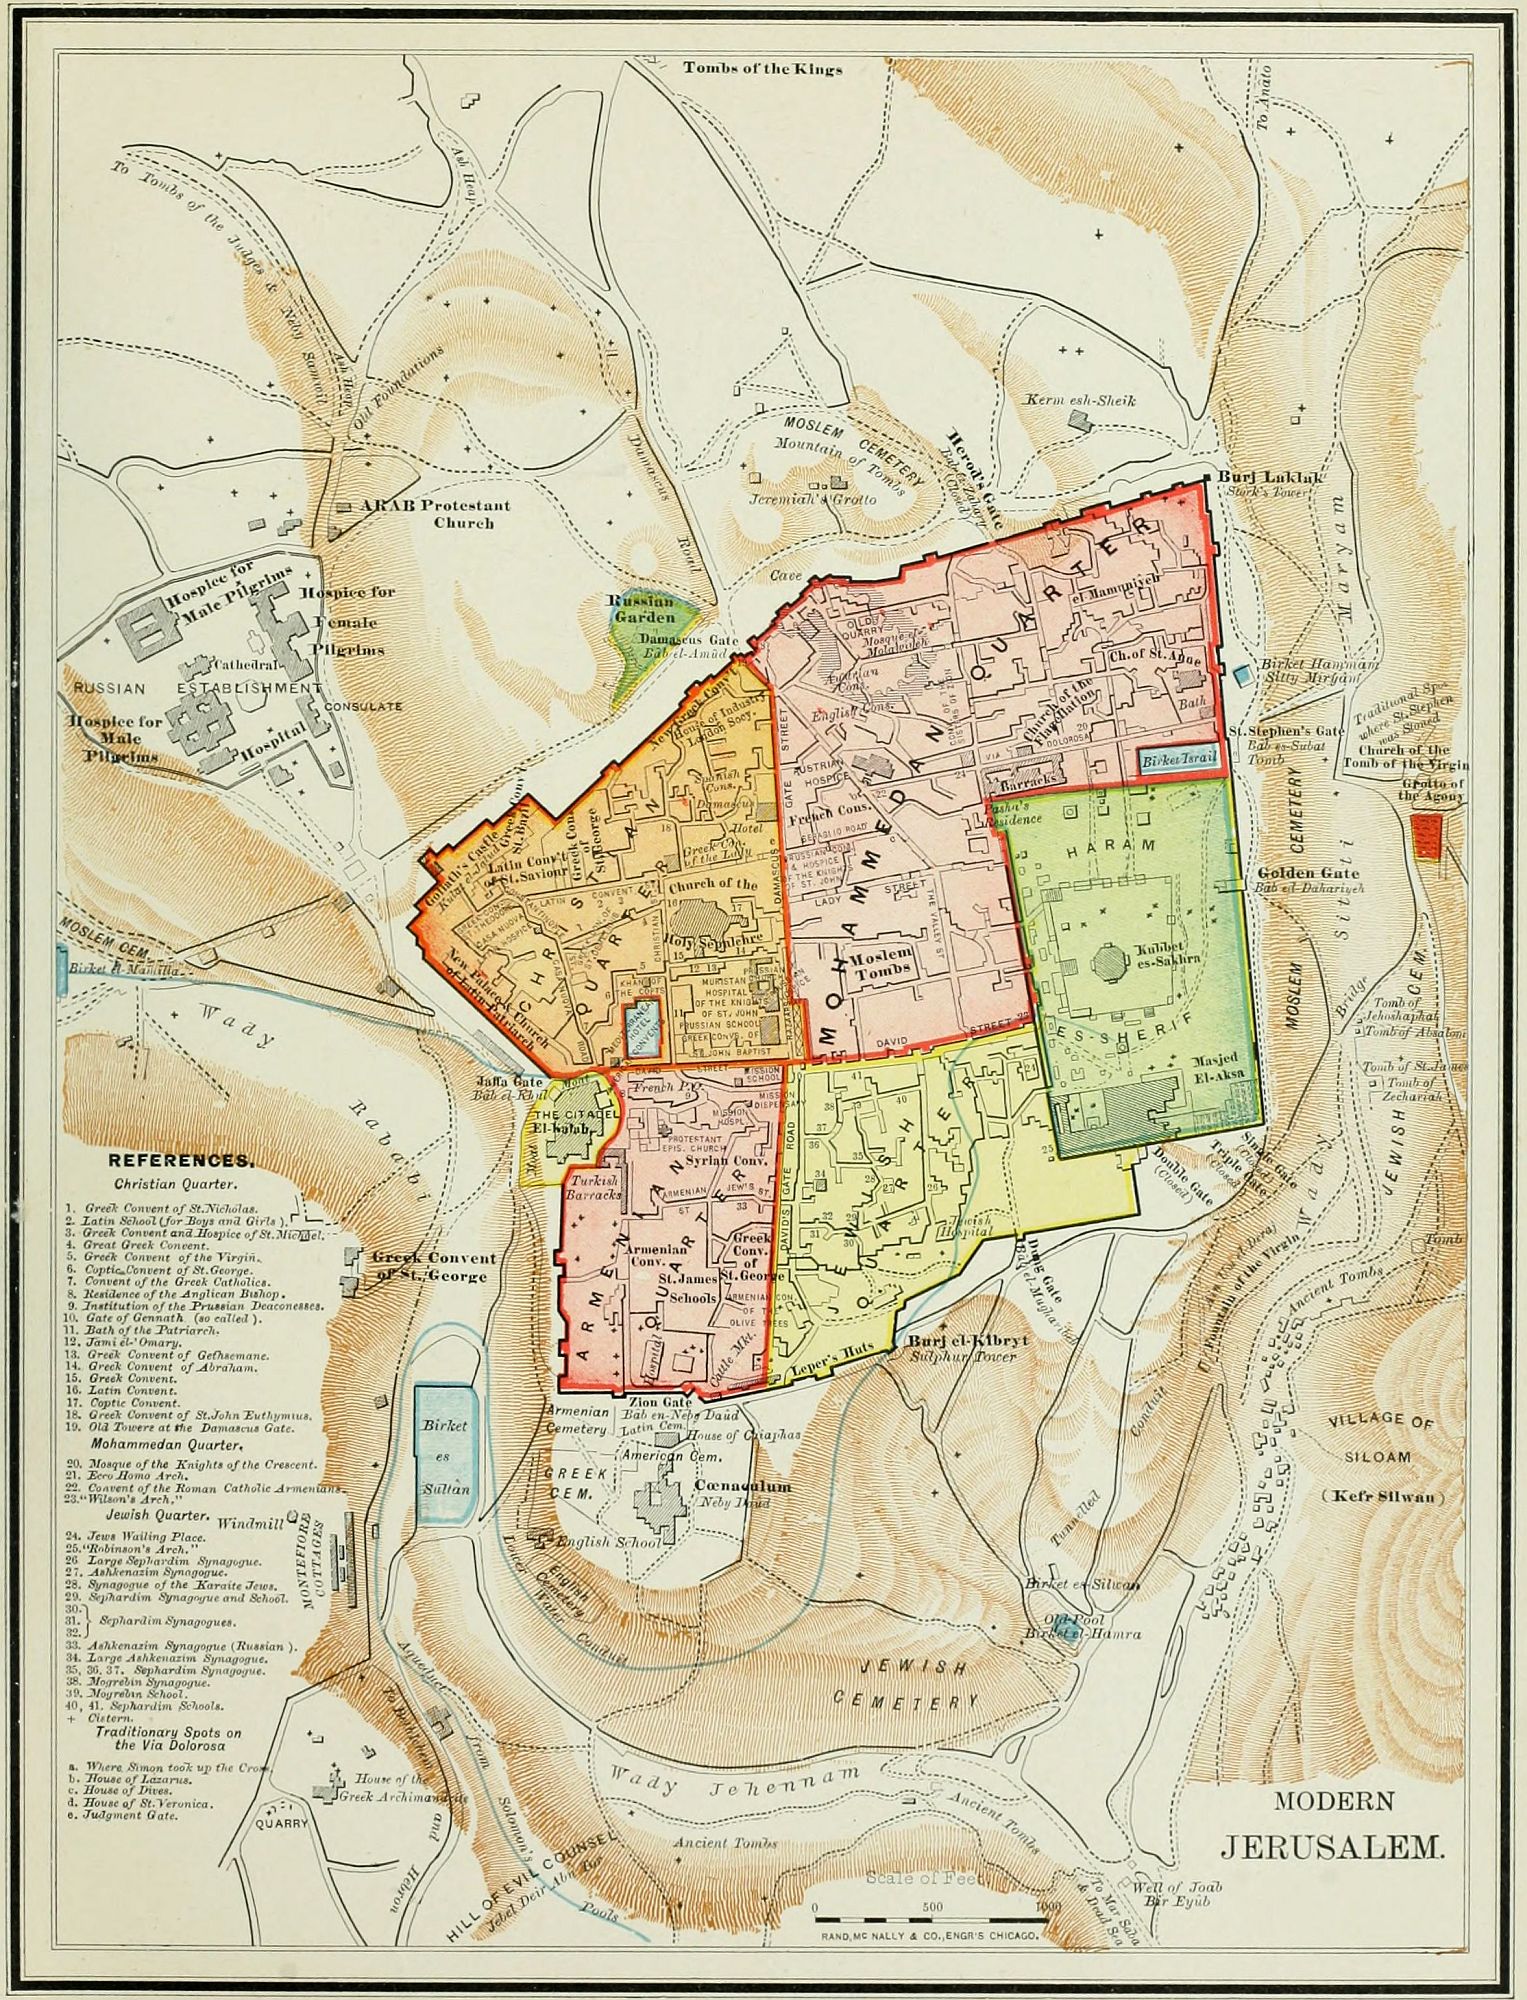 Tombs of the Kings
To Anato
To Tombs of the Judges &
Neby Samwil
Ash Heap
Ash Heap
Old Foundations
Damascus
Road
MOSLEM CEMETERY
Mountain of Tombs
Jeremiah's Grotto
Kerm esh-Sheik
Herod's Gate
(Closed)
Burj Laklak
Stork's Tower
ARAB Protestant
Church
Hospice for
Male Pilgrims
Hospice for
Female
Pilgrims
Cathedral
RUSSIAN ESTABLISHMENT
CONSULATE
Hospice for
Male
Pilgrims
Hospital
Russian
Garden
Damascus Gate
Bab el-Amûd
Cave
OLD
QUARRY
Mosque el-
Molawiyeh
el-Mamuniyeh
Ch. of St. Anne
Bath
Austrian
Cons.
English Cons.
Church of the
Flagellation
VIA
DOLOROSA
Birket Israil
Barracks
Pasha's
Residence
AUSTRIAN
HOSPICE
French Cons.
SERAGLIO ROAD
RUSSIAN CON.
& HOSPICE
OF THE KNIGHTS
OF ST. JOHN
LADY STREET
THE VALLEY ST
Moslem
Tombs
MOHAMMEDAN QUARTER
Birket Hammam
Sitty Miryam
St. Stephen's Gate
Bab es-Subat
Tomb
Traditional Spot
where St. Stephen
was Stoned
Church of the
Tomb of the Virgin
Grotto of
the Agony
Sitti Maryam
MOSLEM CEMETERY
Golden Gate
Bab ed-Dahariyeh
HARAM
Kubbet
es-Sakhra
ES-SHERIF
Masjed
El-Aksa
Bridge
Tomb of
Jehoshaphat
Tomb of Absalom
Tomb of St. James
Tomb of
Zechariah
JEWISH CEM.
New Greek Conv't
House of Industry
London Socy.
Spanish
Cons.
Damascus
Hotel
Greek Con.
of the Lady
Goliath's Castle
Greek Conv.
St. Basil
Latin Conv't
of St. Saviour
Greek Con.
of
St. George
CASA NUOVA
HOSPICE
Church of the
Holy Sepulchre
MURISTAN
HOSPITAL
OF THE KNIGHTS
OF ST. JOHN
PRUSSIAN SCHOOL
GREEK CONVS. OF
JOHN BAPTIST
KHAN OF
THE COPTS
New Palace & Church
of Latin Patriarch
CHRISTIAN QUARTER
DAMASCUS GATE STREET
MOSLEM CEM.
Birket el-Mamilla
Wady Rababi
Jaffa Gate
Bab el-Khul
Moat
THE CITADEL
El-Kalah
DAVID STREET
DAVID STREET
French P.O.
MISSION
SCHOOL
MISSION
DISPENSARY
MISSION
HOSPL.
PROTESTANT
EPIS. CHURCH
Syrian Conv.
Turkish
Barracks
ARMENIAN
ST
JEW'S ST.
Armenian
Conv.
Greek
Conv.
of
St. George
St. James
Schools
ARMENIAN CON.
OF THE
OLIVE TREES
Hospital
Cattle Mkt.
ARMENIAN QUARTER
DAVID'S GATE ROAD
JEWISH QUARTER
Jewish
Hospital
Leper's Huts
Double Gate
(Closed)
Triple Gate
(Closed)
Single Gate
(Closed)
Dung Gate
Bab el-Mugharibeh
Burj el-Kibryt
Sulphur Tower
Zion Gate
Bab en-Neby Daûd
Armenian
Cemetery
Latin Cem.
House of Caiaphas
American Cem.
GREEK
CEM.
Cœnaculum
Neby Daûd
English School
English
Cemetery
Lower
Water
Conduit
Fountain of the Virgin
Wady
Tomb
Ancient Tombs
VILLAGE OF
SILOAM
(Kefr Silwan)
Conduit
Tunnelled
Birket es-Silwan
Old Pool
Birket el-Hamra
JEWISH
CEMETERY
Wady Jehennam
Ancient Tombs
Ancient Tombs
Greek Convent
of St. George
Birket
es
Sultân
Windmill
MONTEFIORE
COTTAGES
Aqueduct from Solomon's Pools
To Bethlehem and Hebron
House of the
Greek Archimandrite
QUARRY
HILL OF EVIL COUNSEL
Jebel Deir Abu Tor
To Mar Saba
& Dead Sea
Well of Joab
Bir Eyûb
REFERENCES.
Christian Quarter.
1. Greek Convent of St. Nicholas.
2. Latin School (for Boys and Girls).
3. Greek Convent and Hospice of St. Michael.
4. Great Greek Convent.
5. Greek Convent of the Virgin.
6. Coptic Convent of St. George.
7. Convent of the Greek Catholics.
8. Residence of the Anglican Bishop.
9. Institution of the Prussian Deaconesses.
10. Gate of Gennath (so called).
11. Bath of the Patriarch.
12. Jami el-'Omary.
13. Greek Convent of Gethsemane.
14. Greek Convent of Abraham.
15. Greek Convent.
16. Latin Convent.
17. Coptic Convent.
18. Greek Convent of St. John Euthymius.
19. Old Towere at the Damascus Gate.
Mohammedan Quarter.
20. Mosque of the Knights of the Crescent.
21. Ecro Homo Arch.
22. Convent of the Roman Catholic Armenians.
23. "Wilson's Arch."
Jewish Quarter.
24. Jews Wailing Place.
25. "Robinson's Arch."
26 Large Sephardim Synagogue.
27. Ashkenazim Synagogue.
28. Synagogue of the Karaite Jews.
29. Sephardim Synagogue and School.
30.
31. } Sephardim Synagogues.
32.
33. Ashkenazim Synagogue (Russian).
34. Large Ashkenazim Synagogue.
35, 36, 37. Sephardim Synagogue.
38. Mogrebin Synagogue.
39. Mogrebin School.
40, 41. Sephardim Schools.
+ Cistern.
Traditionary Spots on
the Via Dolorosa
a. Where Simon took up the Cross.
b. House of Lazarus.
c. House of Dives.
d. House of St. Veronica.
e. Judgment Gate.
MODERN
JERUSALEM.
Scale of Feet
0 500 1000
RAND, McNALLY & CO., ENGR'S CHICAGO.